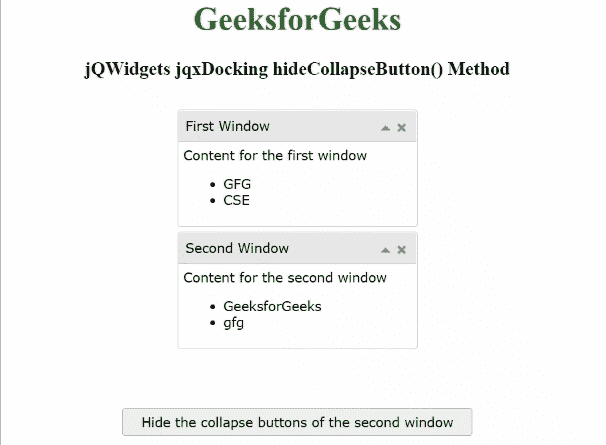 GeeksforGeeks
jQWidgets jqxDocking hideCollapseButton() Method
First Window
Content for the first window
GFG
CSE
Second Window
Content for the second window
GeeksforGeeks
gfg
Hide the collapse buttons of the second window